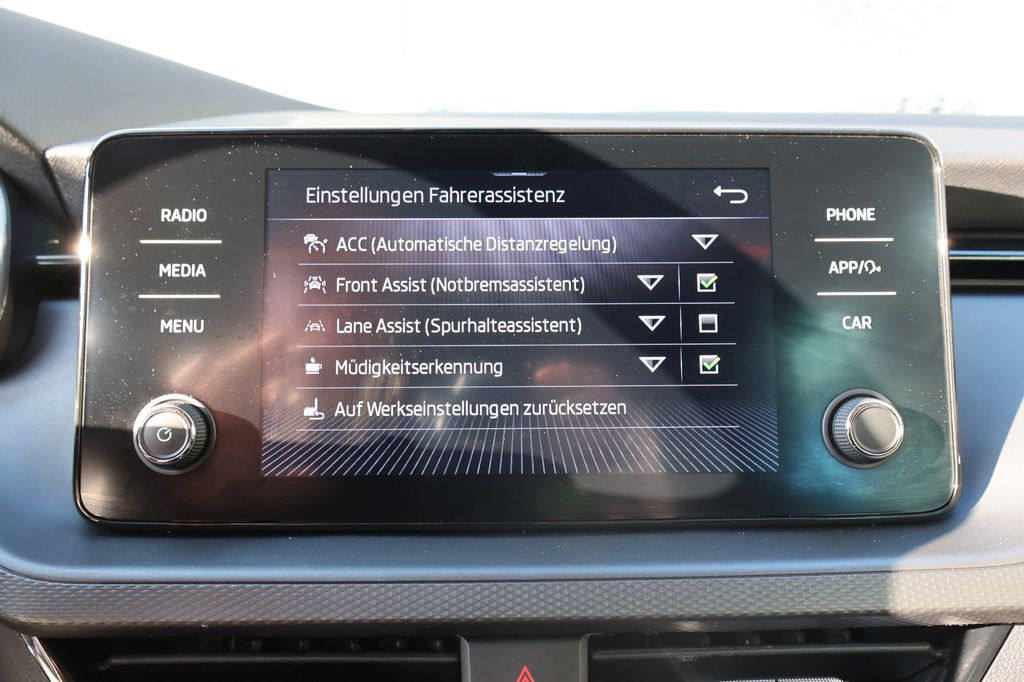 Einstellungen Fahrerassistenz
RADIO
MEDIA
MENU
ACC (Automatische Distanzregelung)
Front Assist (Notbremsassistent)
Lane Assist (Spurhalteassistent)
Müdigkeitserkennung
Auf Werkseinstellungen zurücksetzen
PHONE
APP/
CAR